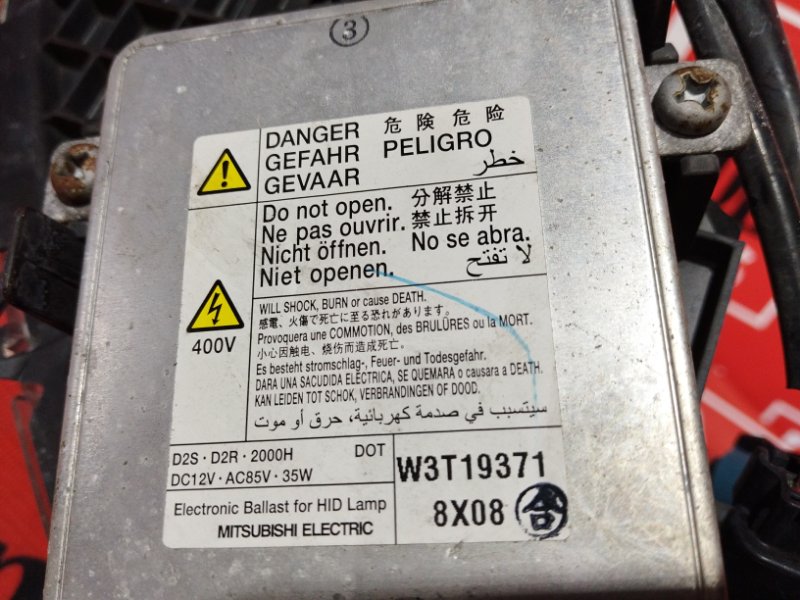 3
DANGER 危険 危险
GEFAHR PELIGRO
GEVAAR خطر
Do not open. 分解禁止
Ne pas ouvrir. 禁止拆开
Nicht öffnen. No se abra.
Niet openen. لا تفتح
400V
WILL SHOCK, BURN or cause DEATH.
感電、火傷で死亡に至る恐れがあります。
Provoquera une COMMOTION, des BRULÛRES ou la MORT.
小心因触电、烧伤而造成死亡。
Es besteht stromschlag-, Feuer- und Todesgefahr.
DARA UNA SACUDIDA ELECTRICA, SE QUEMARA o causara a DEATH.
KAN LEIDEN TOT SCHOK, VERBRANDINGEN OF DOOD.
سيتسبب في صدمة كهربائية، حرق أو موت
D2S・D2R・2000H DOT
DC12V・AC85V・35W
W3T19371
8X08 合
Electronic Ballast for HID Lamp
MITSUBISHI ELECTRIC